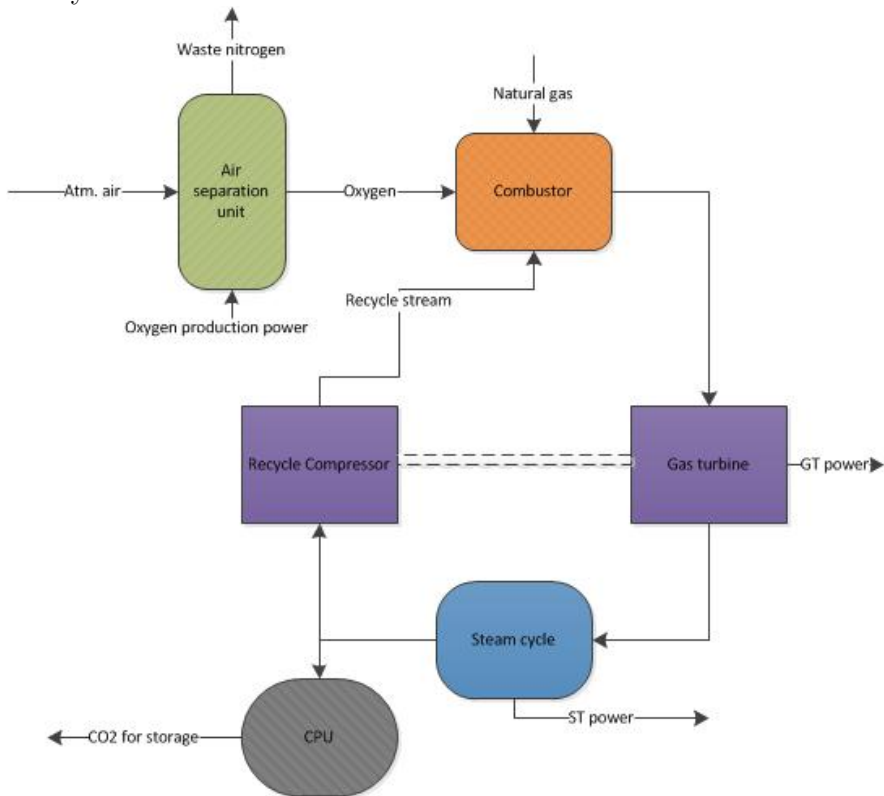 Waste nitrogen
Natural gas
Air
separation
unit
Atm. air
Oxygen
Combustor
Recycle stream
Oxygen production power
Recycle Compressor
Gas turbine
GT power
Steam cycle
ST power
CO2 for storage
CPU